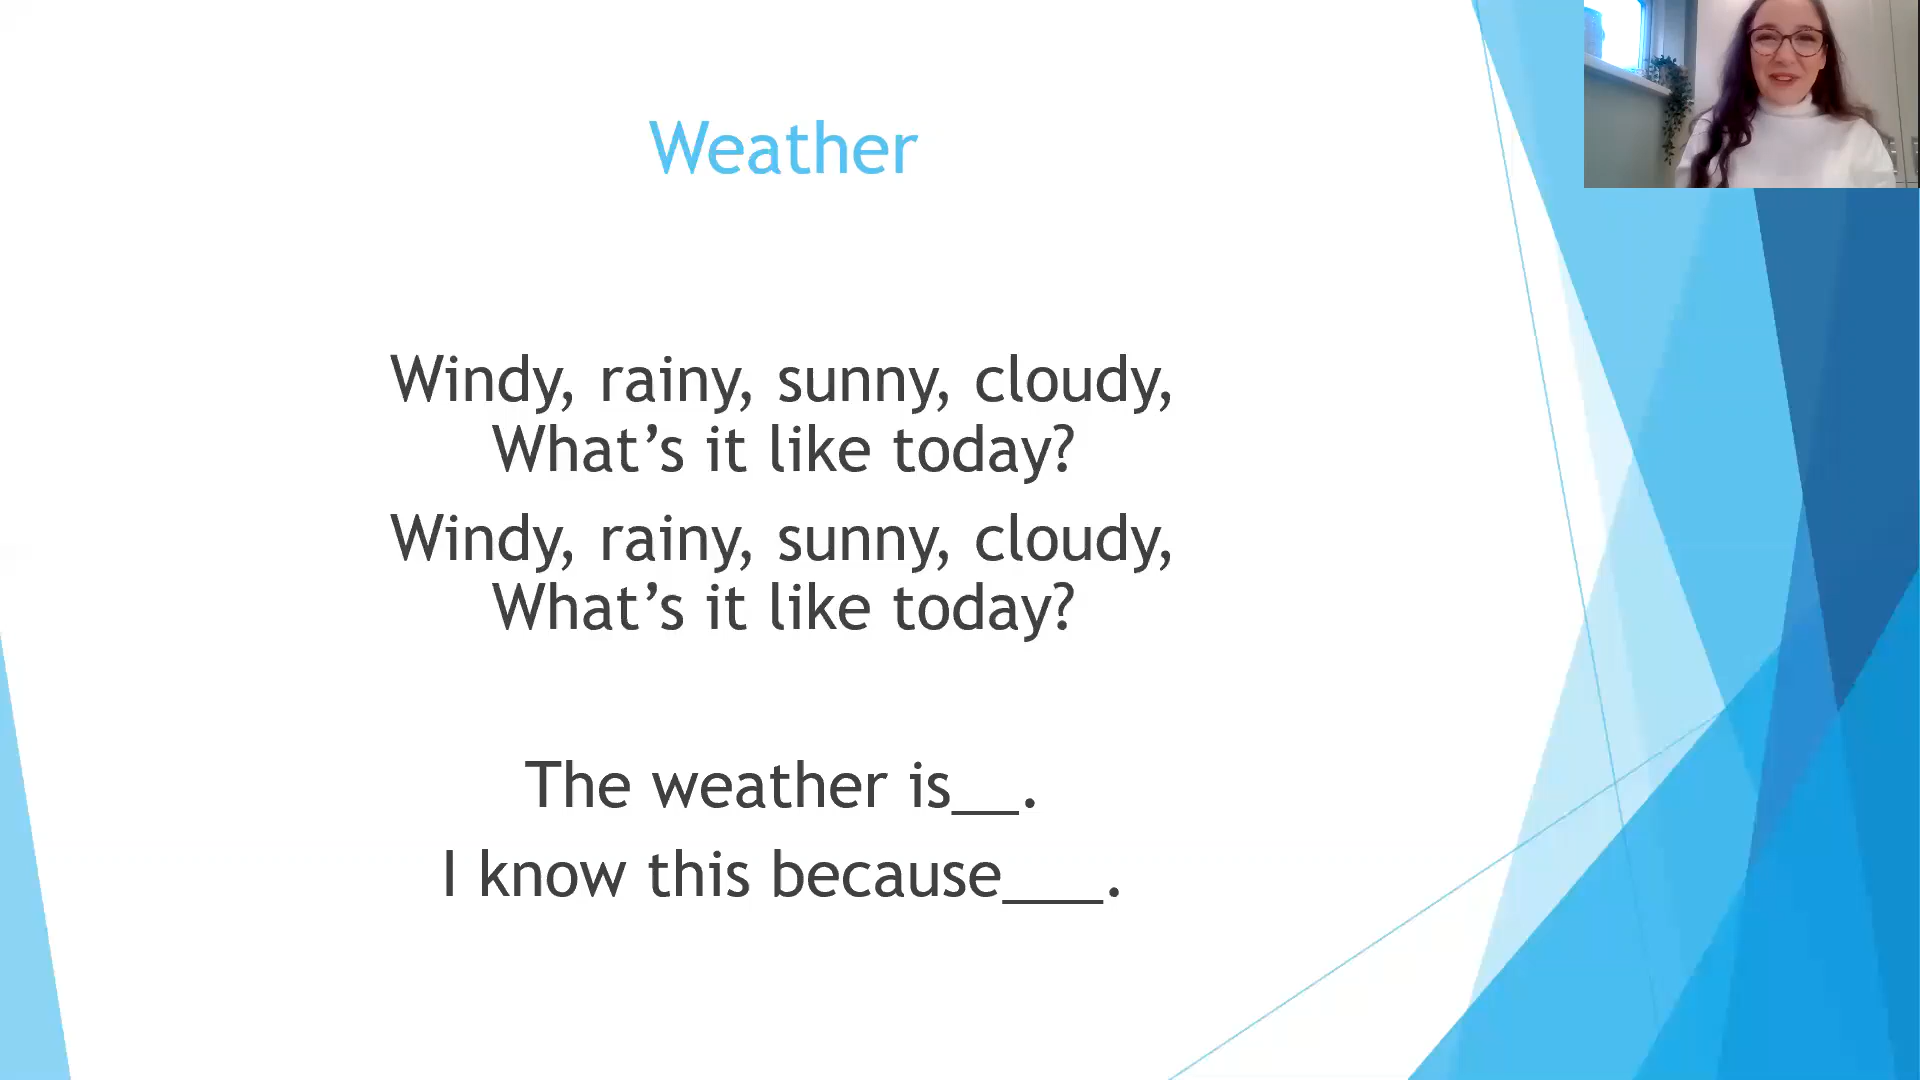 Weather
Windy, rainy, sunny, cloudy,
What’s it like today?
Windy, rainy, sunny, cloudy,
What’s it like today?
The weather is__.
I know this because___.